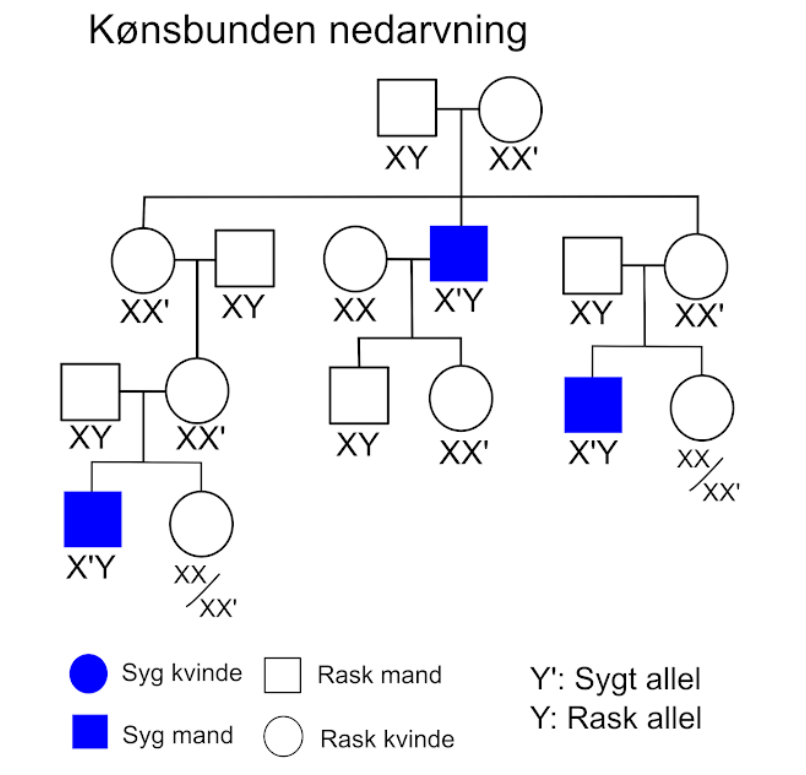 Kønsbunden nedarvning
XY XX'
XX' XY XX X'Y XY XX'
XY XX' XY XX' X'Y XX/XX'
X'Y XX/XX'
Syg kvinde Rask mand
Syg mand Rask kvinde
Y': Sygt allel
Y: Rask allel